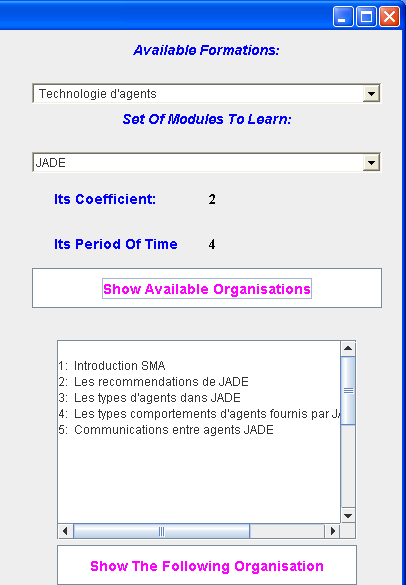 Available Formations:
Technologie d'agents
Set Of Modules To Learn:
JADE
Its Coefficient: 2
Its Period Of Time 4
Show Available Organisations
1: Introduction SMA
2: Les recommendations de JADE
3: Les types d'agents dans JADE
4: Les types comportements d'agents fournis par JA
5: Communications entre agents JADE
Show The Following Organisation